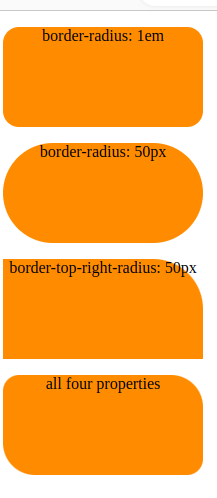 border-radius: 1em
border-radius: 50px
border-top-right-radius: 50px
all four properties